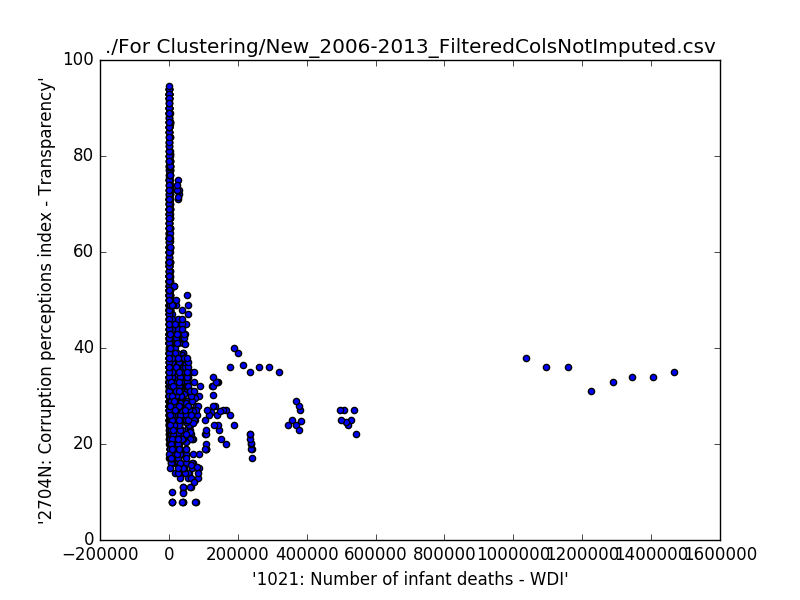 ./For Clustering/New_2006-2013_FilteredColsNotImputed.csv
'2704N: Corruption perceptions index - Transparency'
100
80
60
40
20
0
−200000 0 200000 400000 600000 800000 1000000 1200000 1400000 1600000
'1021: Number of infant deaths - WDI'